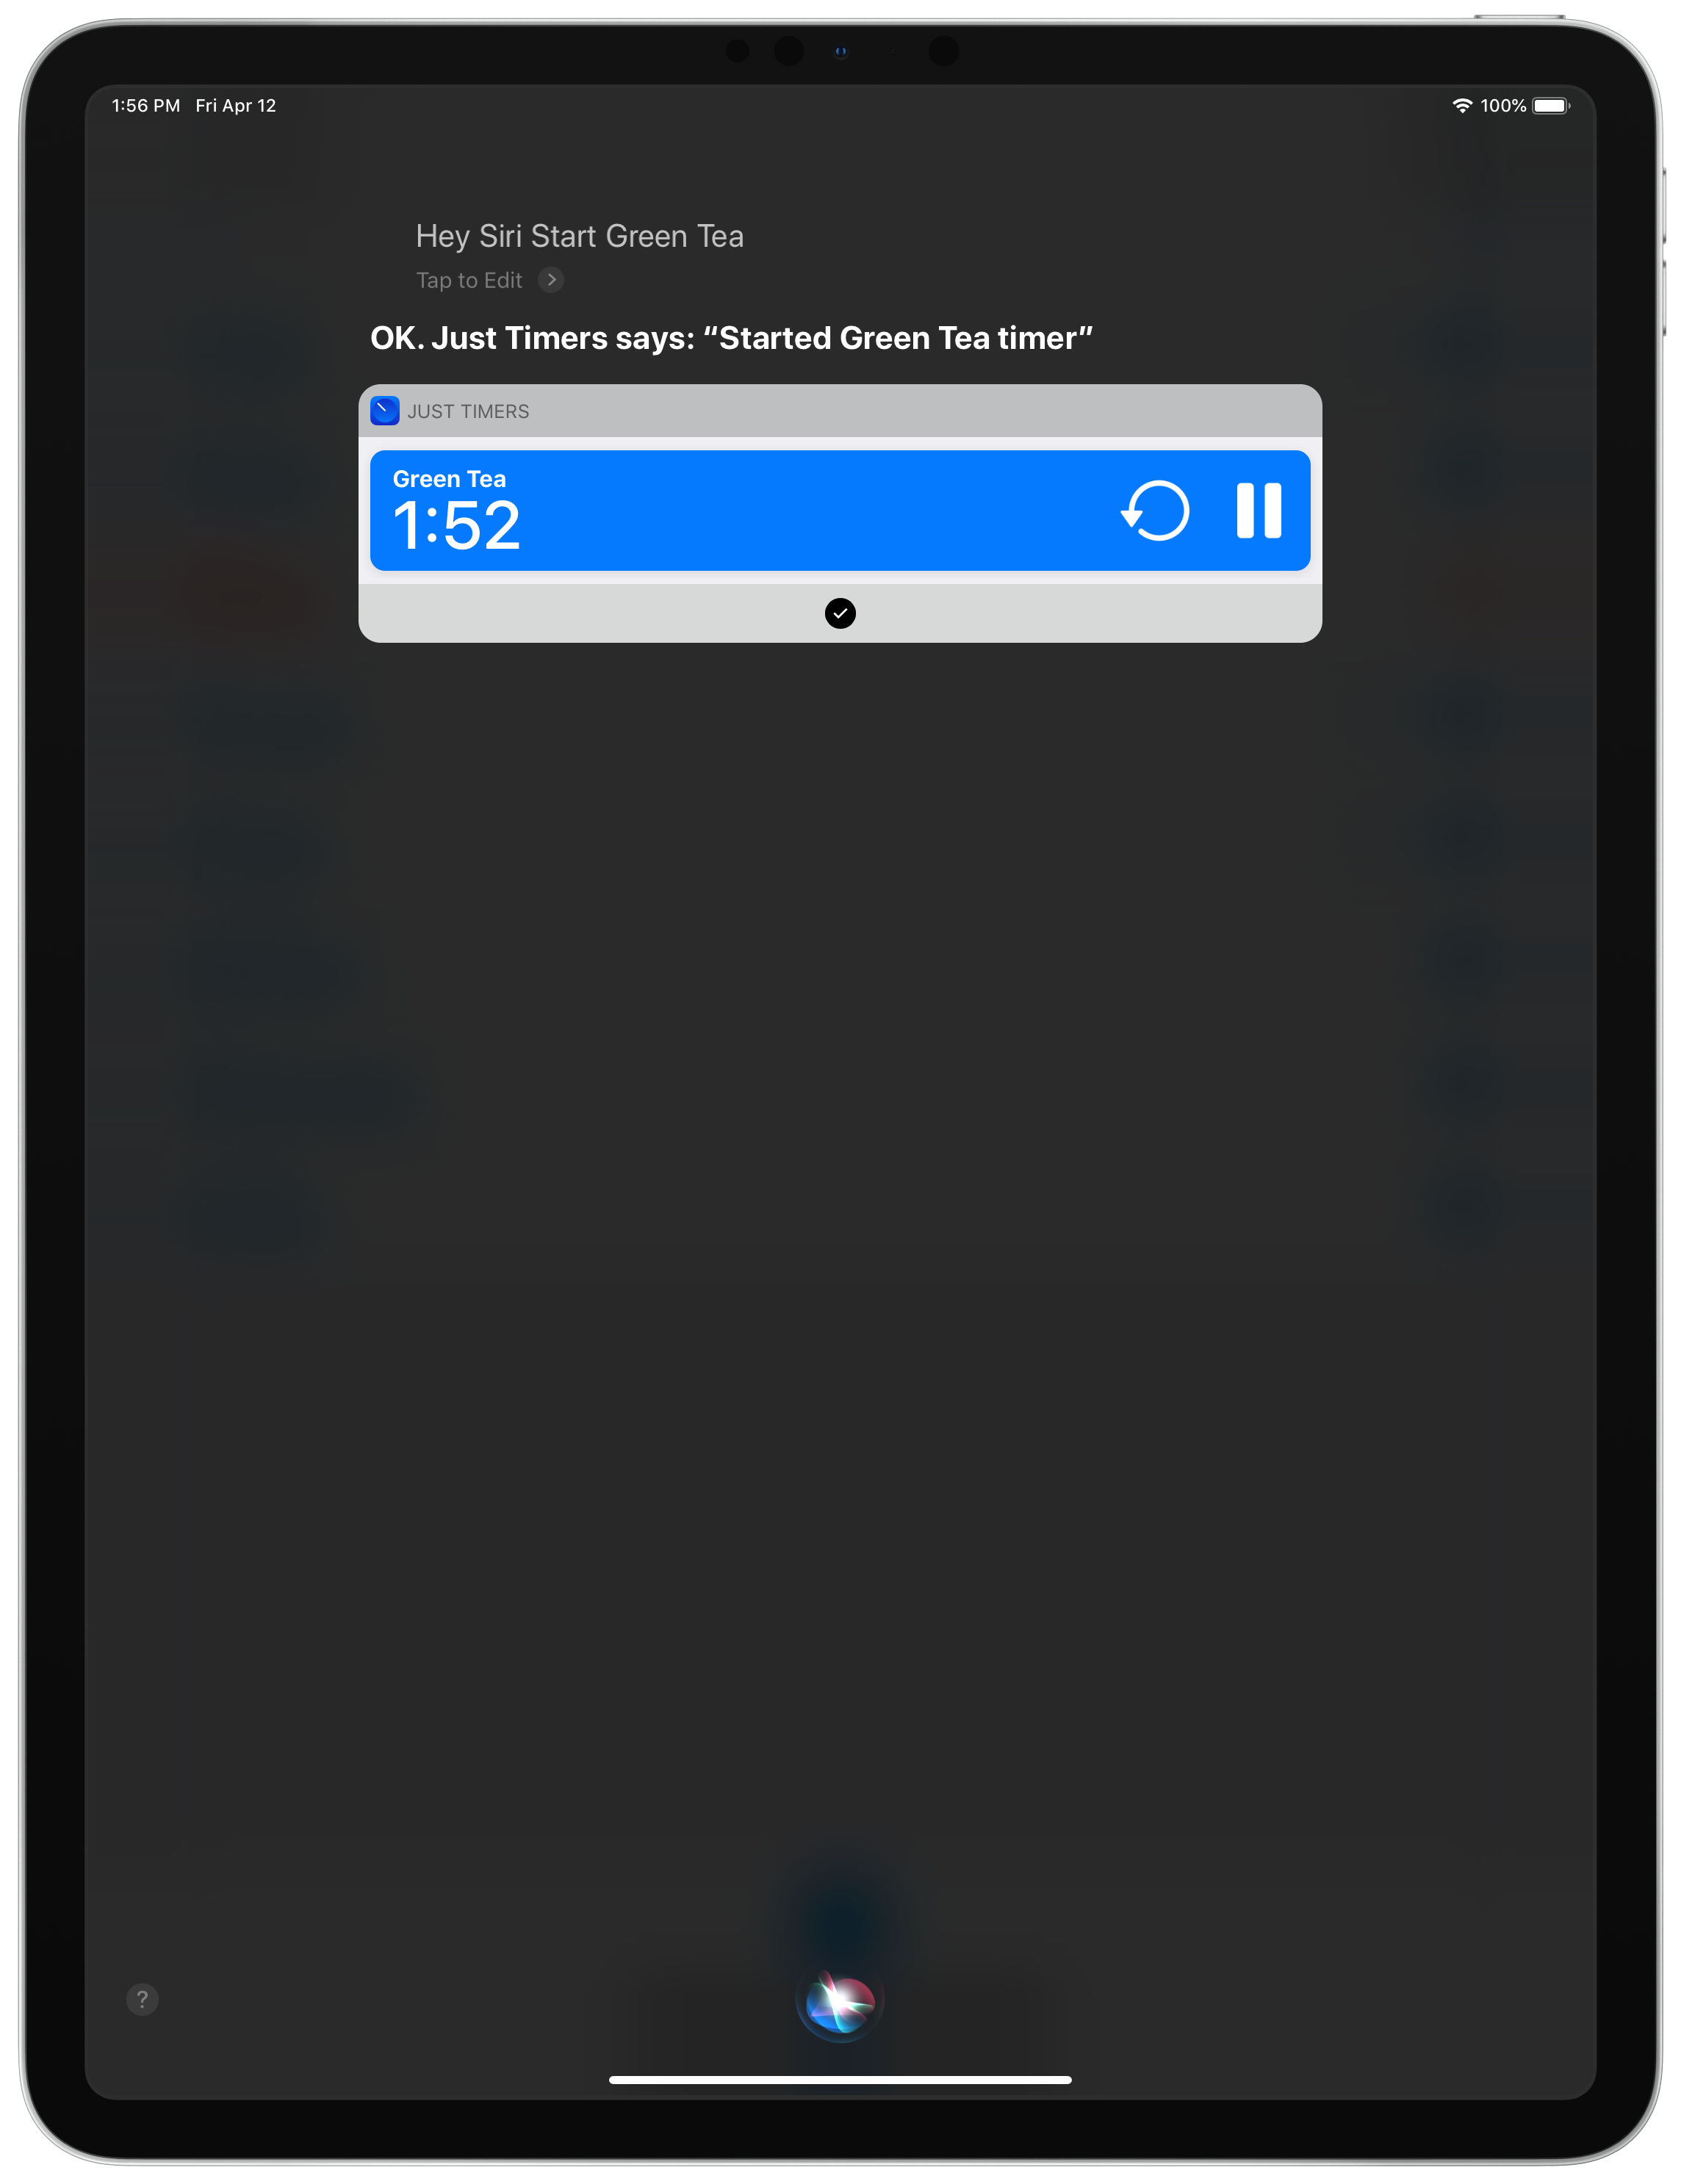 1:56 PM Fri Apr 12 100%
Hey Siri Start Green Tea
Tap to Edit
OK. Just Timers says: “Started Green Tea timer”
JUST TIMERS
Green Tea
1:52
?